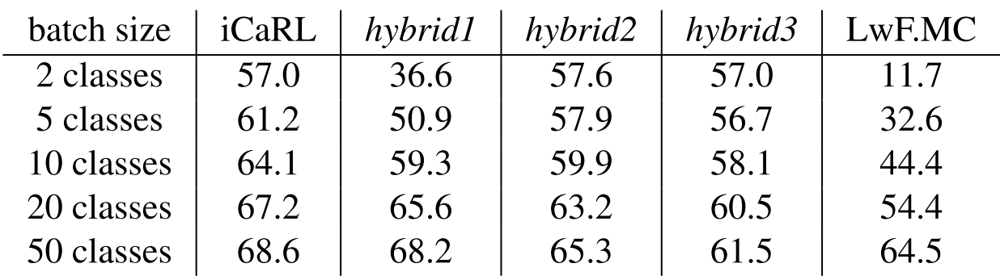 batch size iCaRL hybrid1 hybrid2 hybrid3 LwF.MC
2 classes 57.0 36.6 57.6 57.0 11.7
5 classes 61.2 50.9 57.9 56.7 32.6
10 classes 64.1 59.3 59.9 58.1 44.4
20 classes 67.2 65.6 63.2 60.5 54.4
50 classes 68.6 68.2 65.3 61.5 64.5